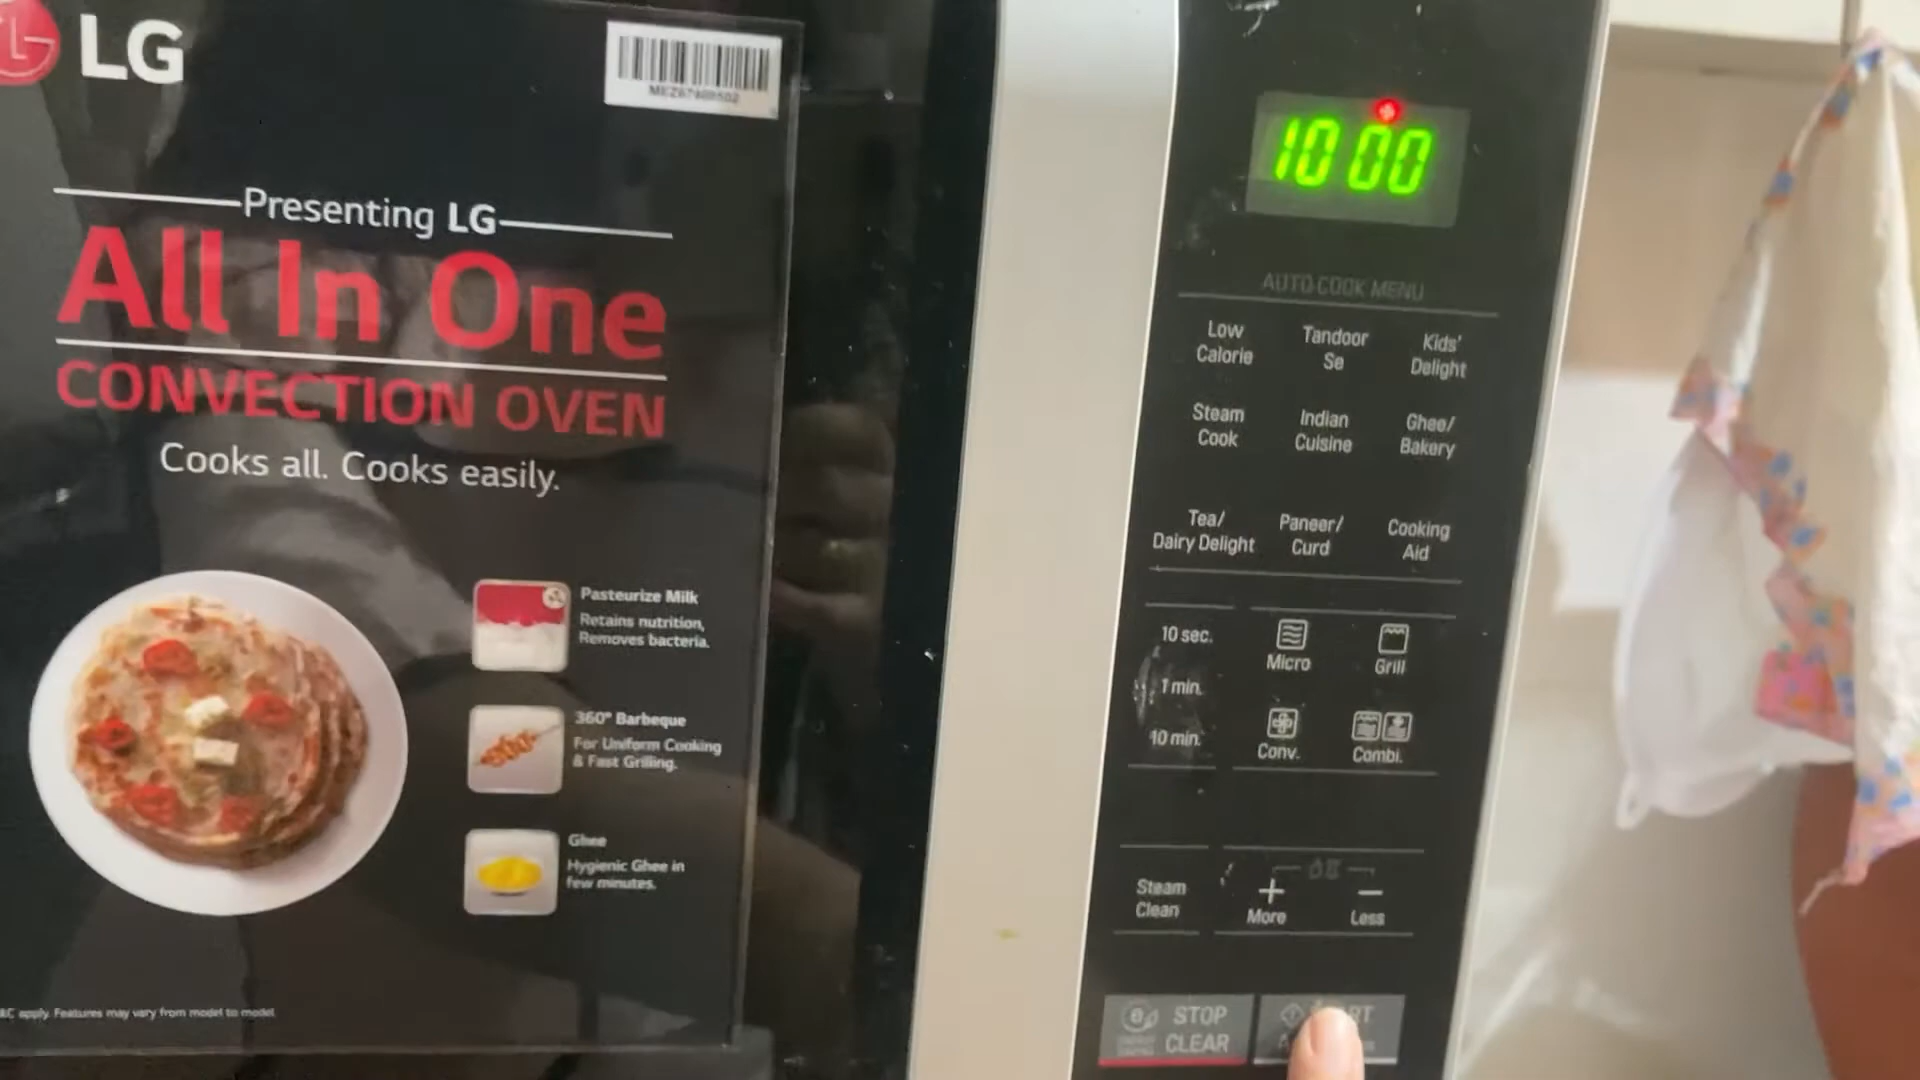 LG
Presenting LG
All In One
CONVECTION OVEN
Cooks all. Cooks easily.
Pasteurize Milk
Retains nutrition,
Removes bacteria.
360° Barbeque
For Uniform Cooking
& Fast Grilling.
Ghee
Hygienic Ghee in
few minutes.
&C apply. Features may vary from model to model
10 00
AUTO COOK MENU
Low
Calorie
Tandoor
Se
Kids'
Delight
Steam
Cook
Indian
Cuisine
Ghee/
Bakery
Tea/
Dairy Delight
Paneer/
Curd
Cooking
Aid
10 sec.
1 min.
10 min.
Micro
Grill
Conv.
Combi.
Steam
Clean
+
More
−
Less
STOP
CLEAR